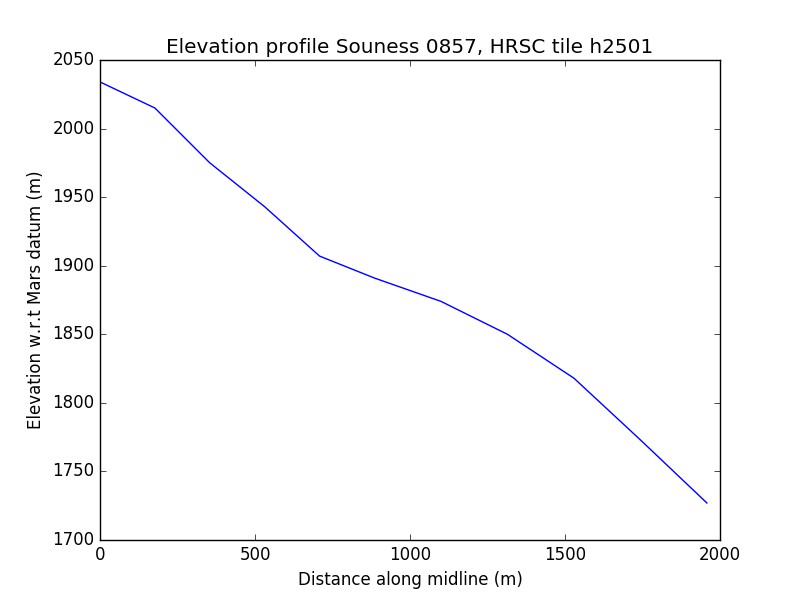 Elevation profile Souness 0857, HRSC tile h2501
2050
2000
1950
1900
1850
1800
1750
1700
Elevation w.r.t Mars datum (m)
0 500 1000 1500 2000
Distance along midline (m)